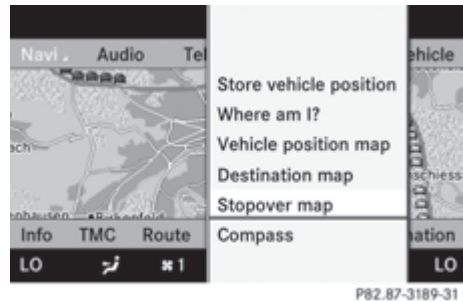 Navi Audio Tel ehicle
Store vehicle position
Where am I?
Vehicle position map
Destination map
Stopover map
Compass
Info TMC Route ation
LO 1 LO
P82.87-3189-31